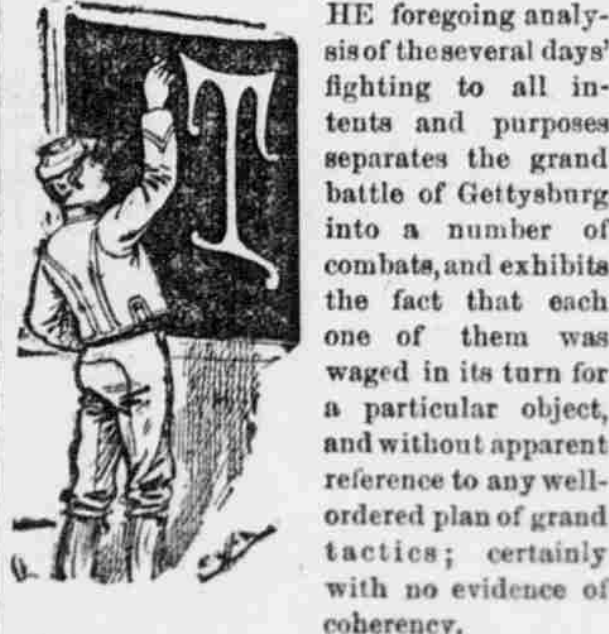 THE foregoing analy-
sis of the several days'
fighting to all in-
tents and purposes
separates the grand
battle of Gettysburg
into a number of
combats, and exhibits
the fact that each
one of them was
waged in its turn for
a particular object,
and without apparent
reference to any well-
ordered plan of grand
tactics; certainly
with no evidence of
coherency.